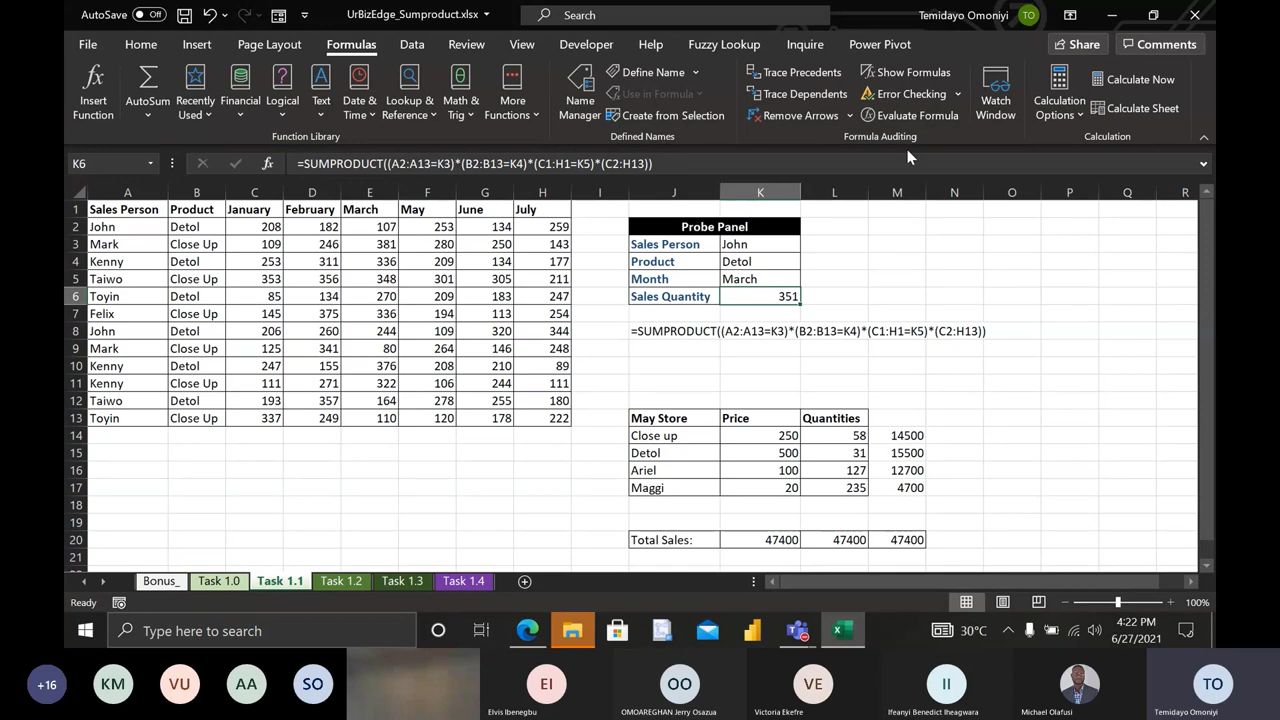 AutoSave Off UrBizEdge_Sumproduct.xlsx Search Temidayo Omoniyi TO
File Home Insert Page Layout Formulas Data Review View Developer Help Fuzzy Lookup Inquire Power Pivot Share Comments
Insert Function
AutoSum
Recently Used
Financial
Logical
Text
Date & Time
Lookup & Reference
Math & Trig
More Functions
Function Library
Name Manager
Define Name
Use in Formula
Create from Selection
Defined Names
Trace Precedents
Trace Dependents
Remove Arrows
Show Formulas
Error Checking
Evaluate Formula
Formula Auditing
Watch Window
Calculation Options
Calculate Now
Calculate Sheet
Calculation
K6 fx =SUMPRODUCT((A2:A13=K3)*(B2:B13=K4)*(C1:H1=K5)*(C2:H13))
A B C D E F G H I J K L M N O P Q R
1 Sales Person Product January February March May June July
2 John Detol 208 182 107 253 134 259 Probe Panel
3 Mark Close Up 109 246 381 280 250 143 Sales Person John
4 Kenny Detol 253 311 336 209 134 177 Product Detol
5 Taiwo Close Up 353 356 348 301 305 211 Month March
6 Toyin Detol 85 134 270 209 183 247 Sales Quantity 351
7 Felix Close Up 145 375 336 194 113 254
8 John Detol 206 260 244 109 320 344 =SUMPRODUCT((A2:A13=K3)*(B2:B13=K4)*(C1:H1=K5)*(C2:H13))
9 Mark Close Up 125 341 80 264 146 248
10 Kenny Detol 247 155 376 208 210 89
11 Kenny Close Up 111 271 322 106 244 111
12 Taiwo Detol 193 357 164 278 255 180
13 Toyin Close Up 337 249 110 120 178 222 May Store Price Quantities
14 Close up 250 58 14500
15 Detol 500 31 15500
16 Ariel 100 127 12700
17 Maggi 20 235 4700
18
19
20 Total Sales: 47400 47400 47400
21
Bonus_ Task 1.0 Task 1.1 Task 1.2 Task 1.3 Task 1.4
Ready 100%
Type here to search 30°C 4:22 PM
6/27/2021
+16 KM VU AA SO EI OO VE II TO
Elvis Ibenegbu OMOAREGHAN Jerry Osazua Victoria Ekefre Ifeanyi Benedict Iheagwara Michael Olafusi Temidayo Omoniyi